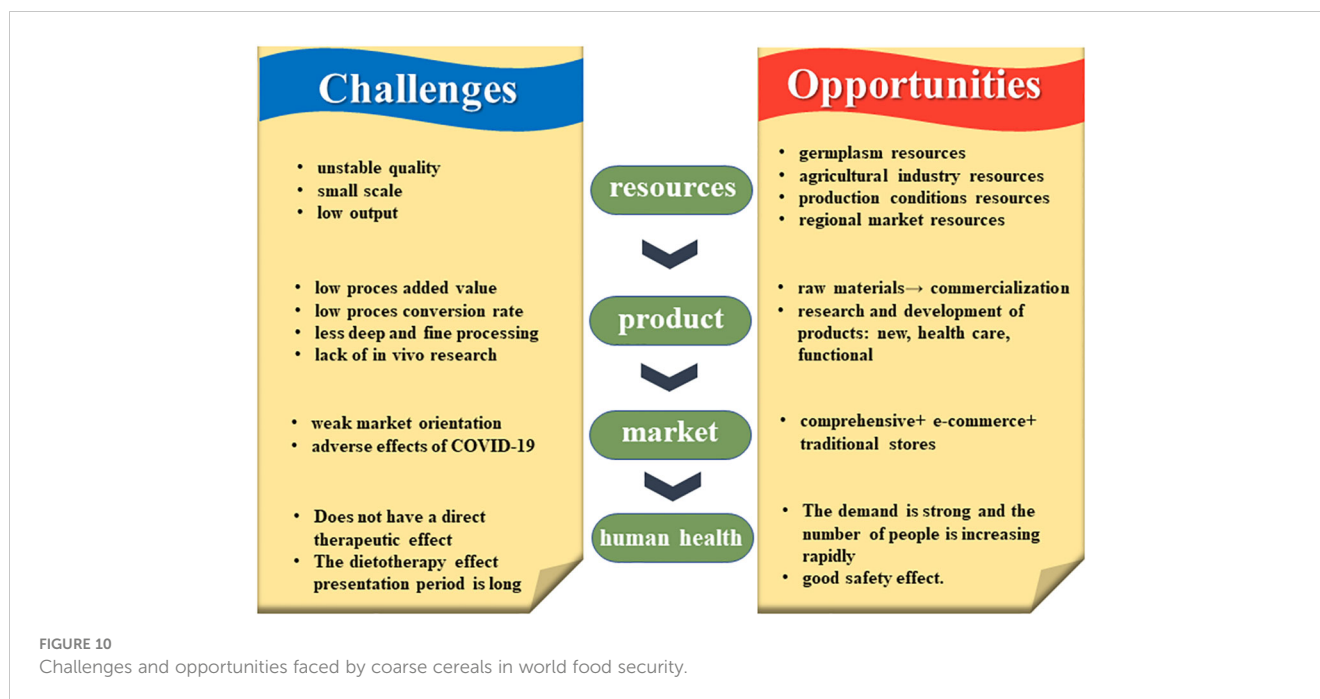 Challenges
• unstable quality
• small scale
• low output
• low proces added value
• low proces conversion rate
• less deep and fine processing
• lack of in vivo research
• weak market orientation
• adverse effects of COVID-19
• Does not have a direct
therapeutic effect
• The dietotherapy effect
presentation period is long
resources
product
market
human health
Opportunities
• germplasm resources
• agricultural industry resources
• production conditions resources
• regional market resources
• raw materials→ commercialization
• research and development of
products: new, health care,
functional
• comprehensive+ e-commerce+
traditional stores
• The demand is strong and the
number of people is increasing
rapidly
• good safety effect.
FIGURE 10
Challenges and opportunities faced by coarse cereals in world food security.